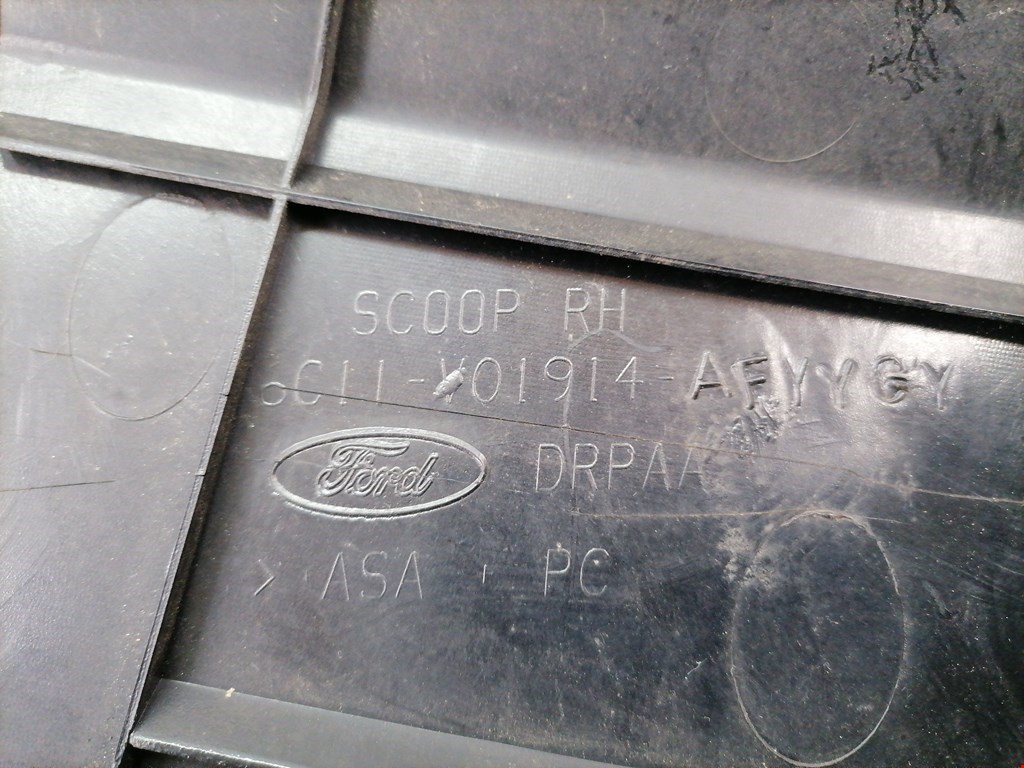 SCOOP RH
6C11-V01914-AFYYGY
Ford DRPAA
> ASA + PC